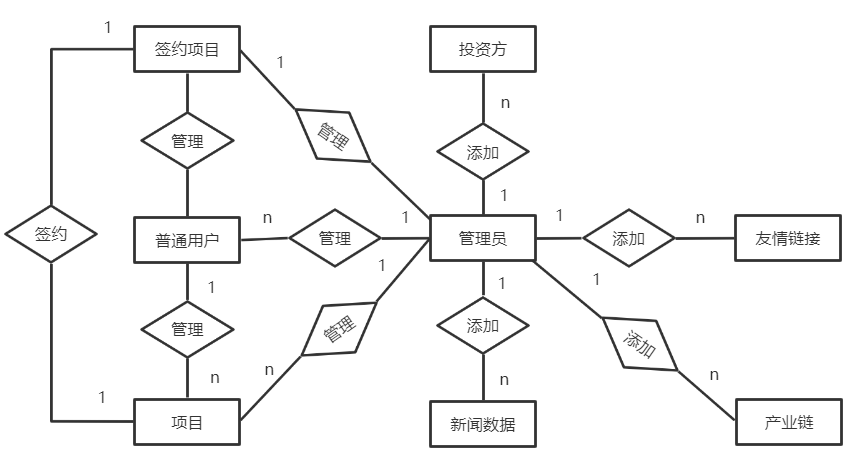 1
签约项目
投资方
1
n
管理
管理
添加
1
n
1
1
n
签约
普通用户
管理
管理员
添加
友情链接
1
1
1
1
管理
管理
添加
添加
n
n
n
n
1
项目
新闻数据
产业链